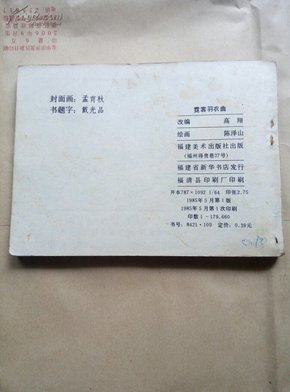 封面画：孟育秋
书题字：戴光品
霓裳羽衣曲
改编 高翔
绘画 陈泽山
福建美术出版社出版
(福州得贵巷27号)
福建省新华书店发行
福清县印刷厂印刷
开本787×1092 1/64 印张2.75
1985年5月第1版
1985年5月第1次印刷
印数1-179,660
书号：8421·109 定价：0.39元